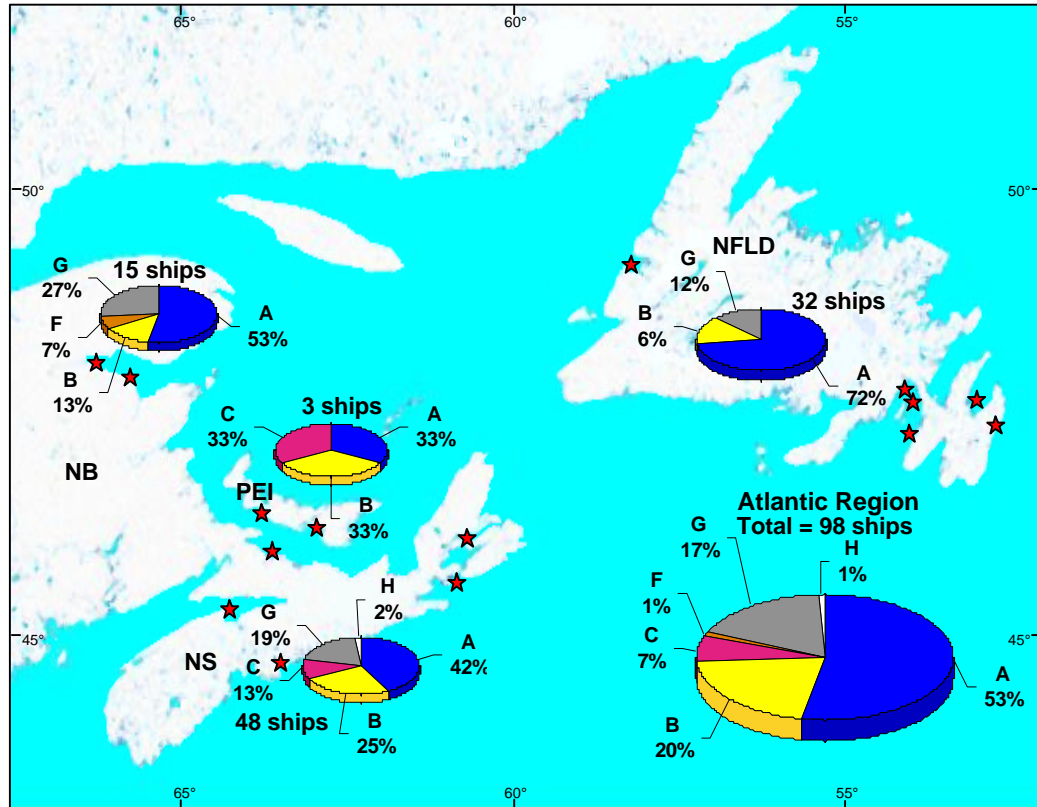 65°
60°
55°
50°
50°
NFLD
G
12%
32 ships
B
6%
A
72%
G
27%
15 ships
F
7%
A
53%
B
13%
3 ships
C
33%
A
33%
B
33%
NB
PEI
Atlantic Region
Total = 98 ships
G
17%
H
1%
F
1%
C
7%
A
53%
B
20%
H
2%
G
19%
A
42%
C
13%
B
25%
48 ships
NS
45°
45°
65°
60°
55°